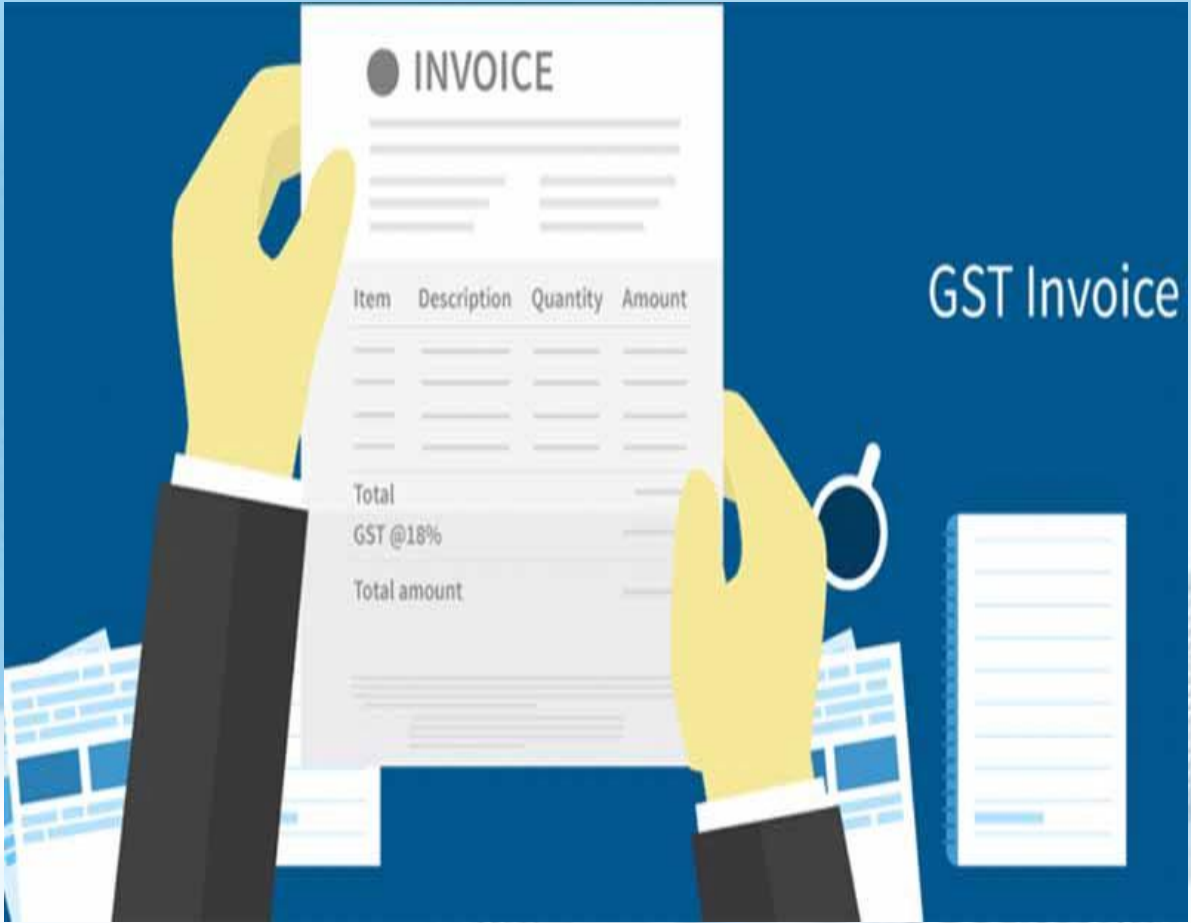 INVOICE
Item Description Quantity Amount
Total
GST @18%
Total amount
GST Invoice